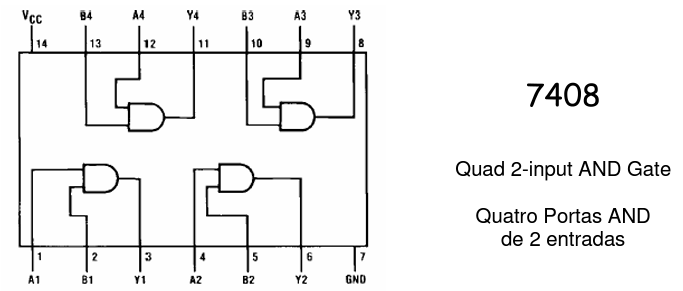 VCC B4 A4 Y4 B3 A3 Y3
14 13 12 11 10 9 8
7408
Quad 2-input AND Gate
Quatro Portas AND
de 2 entradas
1 2 3 4 5 6 7
A1 B1 Y1 A2 B2 Y2 GND